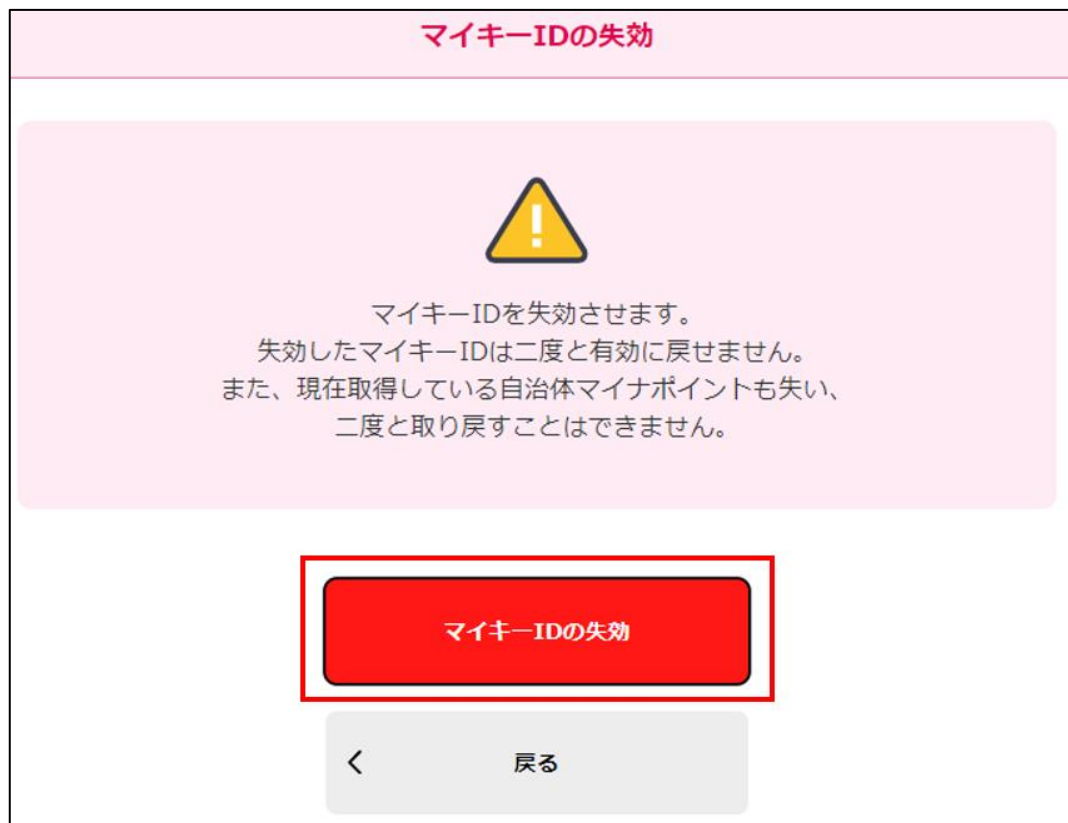 マイキーIDの失効
マイキーIDを失効させます。
失効したマイキーIDは二度と有効に戻せません。
また、現在取得している自治体マイナポイントも失い、
二度と取り戻すことはできません。
マイキーIDの失効
戻る